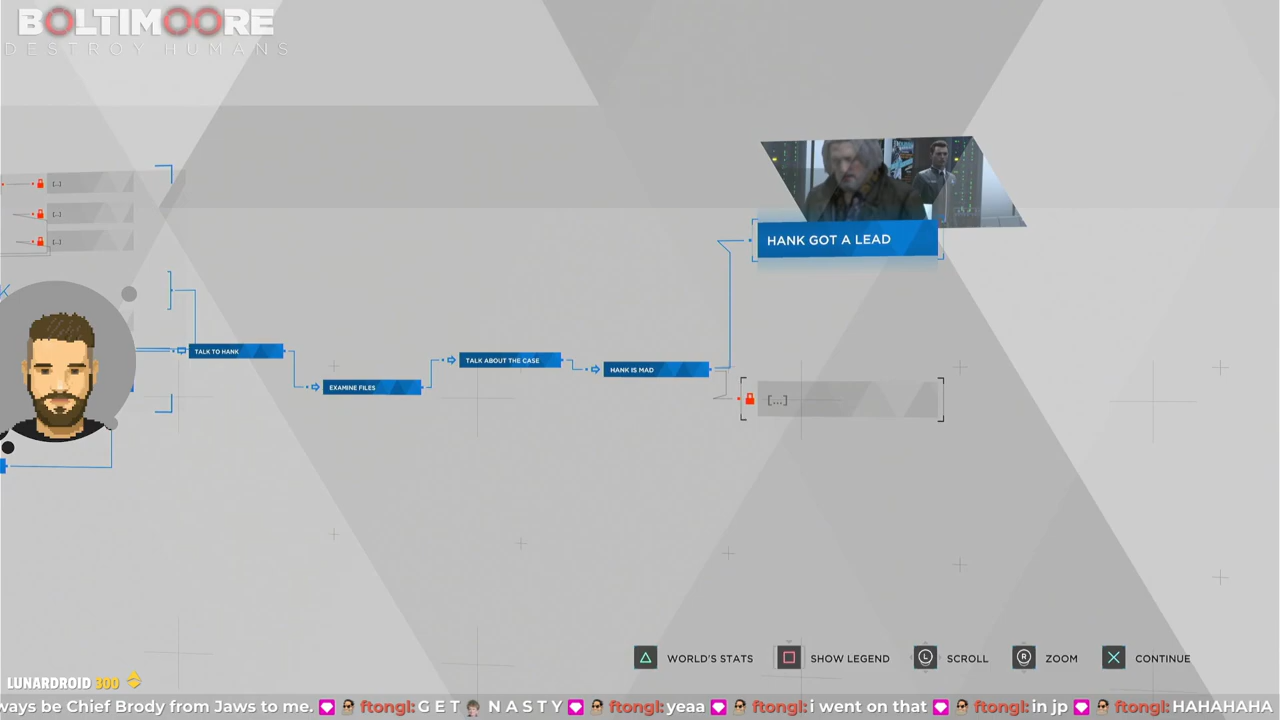 BOLTIMOORE
DESTROY HUMANS
[...]
[...]
[...]
HANK GOT A LEAD
TALK TO HANK
TALK ABOUT THE CASE
HANK IS MAD
EXAMINE FILES
[...]
WORLD'S STATS
SHOW LEGEND
L SCROLL
R ZOOM
CONTINUE
LUNARDROID 300
ways be Chief Brody from Jaws to me. ftongl: G E T N A S T Y ftongl: yeaa ftongl: i went on that ftongl: in jp ftongl: HAHAHAHA